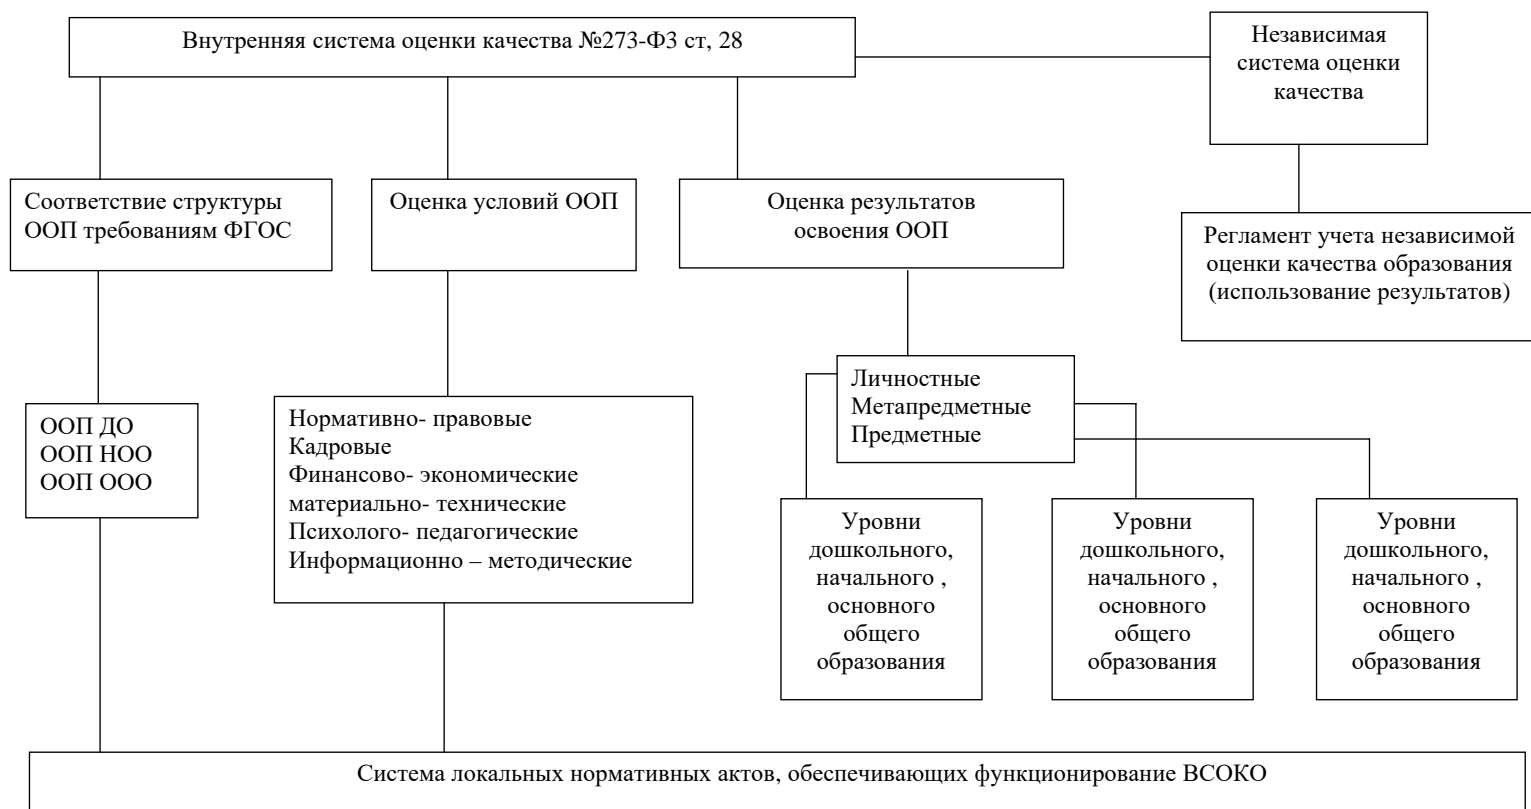 Внутренняя система оценки качества №273-ФЗ ст, 28
Независимая
система оценки
качества
Соответствие структуры
ООП требованиям ФГОС
Оценка условий ООП
Оценка результатов
освоения ООП
Регламент учета независимой
оценки качества образования
(использование результатов)
Личностные
Метапредметные
Предметные
ООП ДО
ООП НОО
ООП ООО
Нормативно- правовые
Кадровые
Финансово- экономические
материально- технические
Психолого- педагогические
Информационно – методические
Уровни
дошкольного,
начального ,
основного
общего
образования
Уровни
дошкольного,
начального ,
основного
общего
образования
Уровни
дошкольного,
начального ,
основного
общего
образования
Система локальных нормативных актов, обеспечивающих функционирование ВСОКО